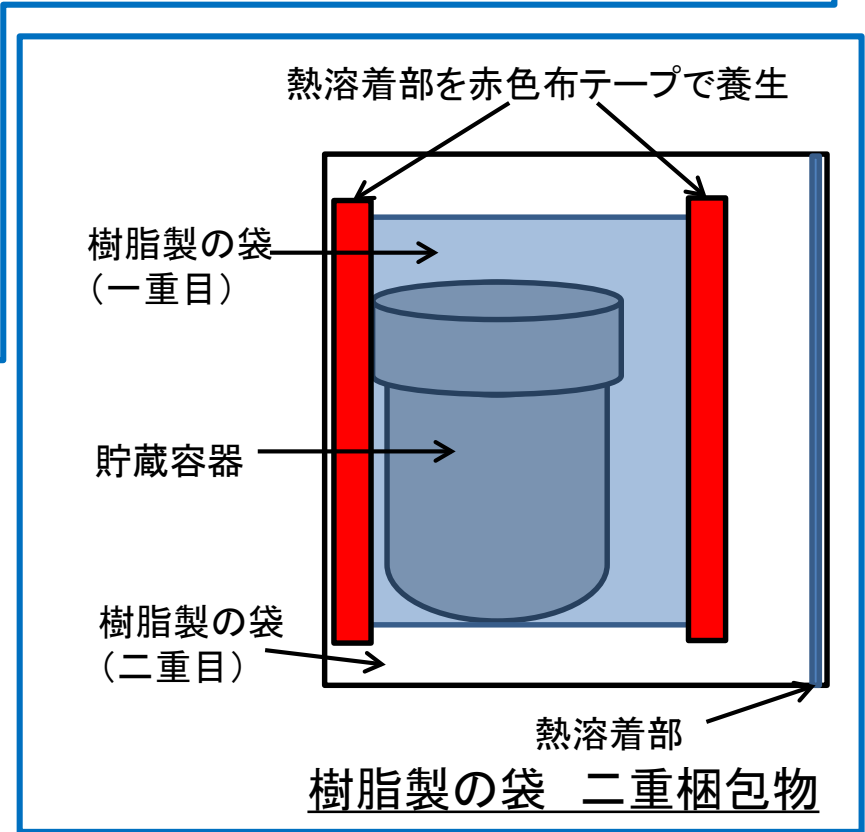 熱溶着部を赤色布テープで養生
樹脂製の袋
（一重目）
貯蔵容器
樹脂製の袋
（二重目）
熱溶着部
樹脂製の袋　二重梱包物